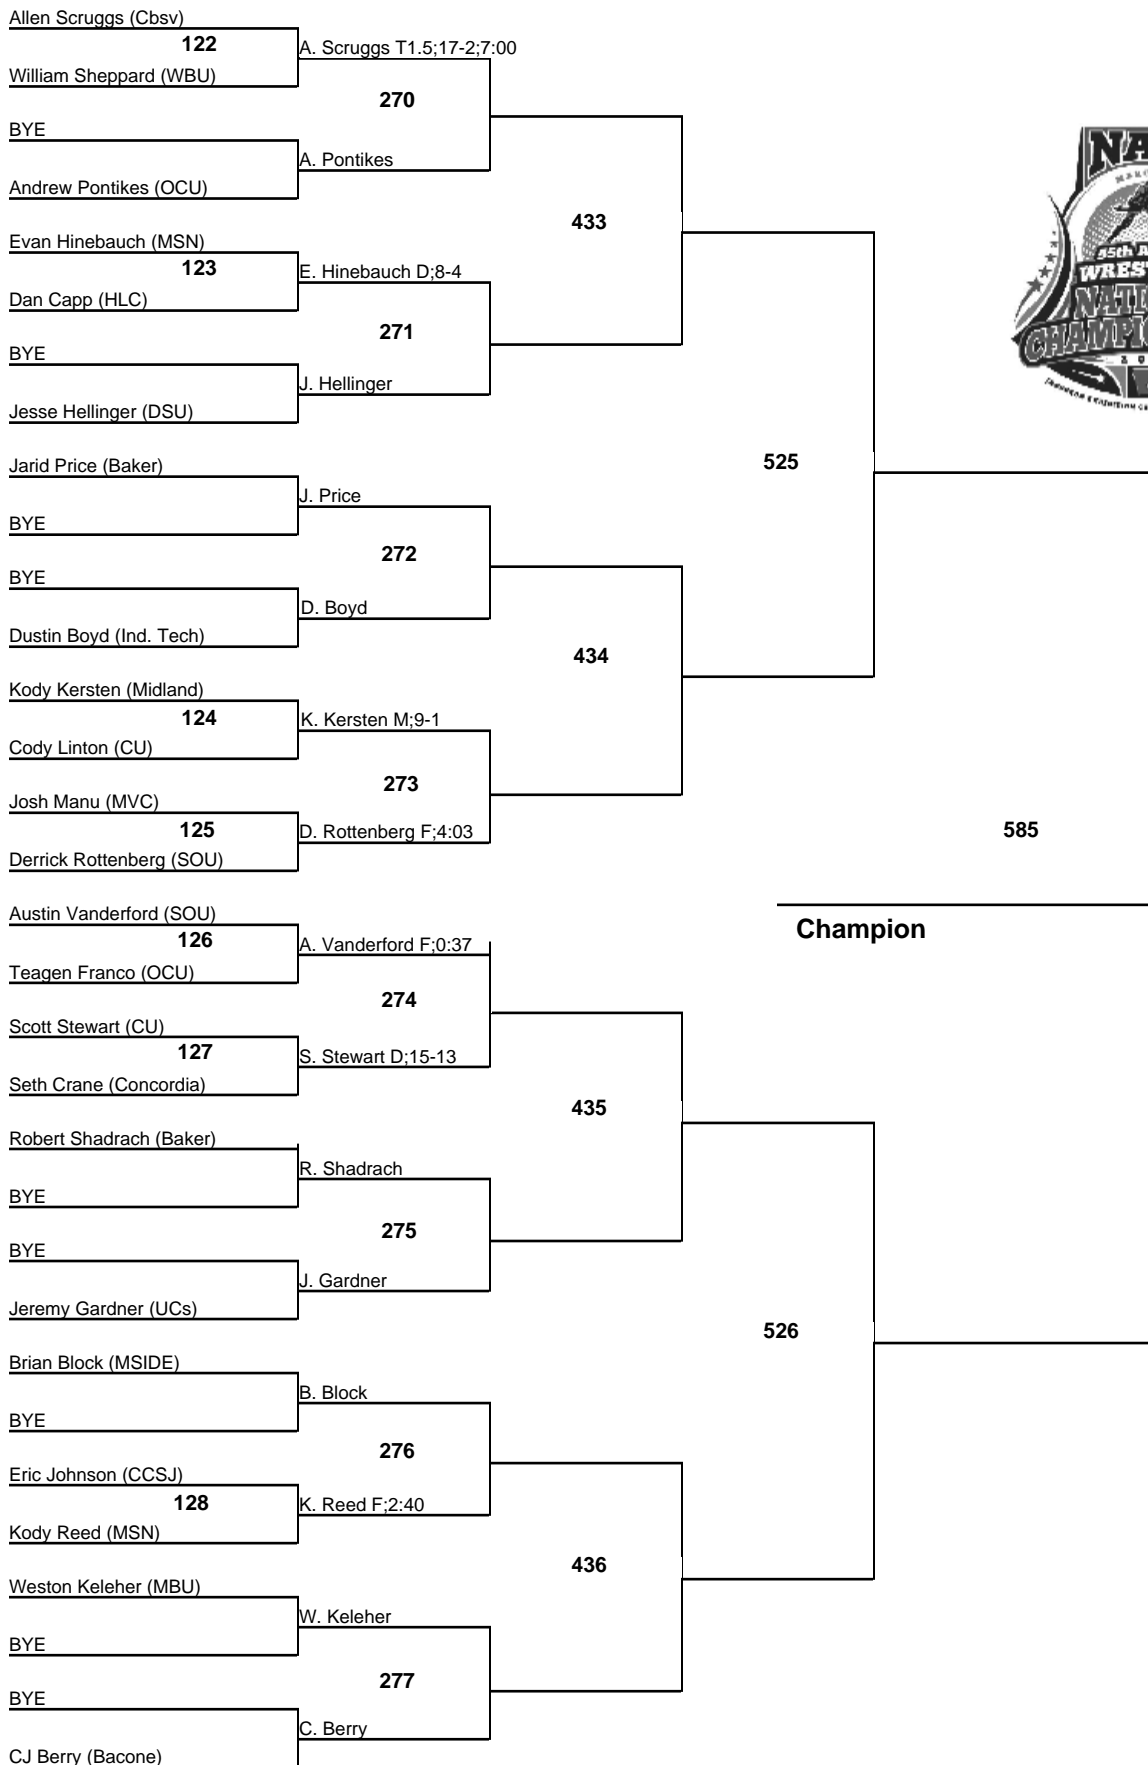 Allen Scruggs (Cbsv)
122
A. Scruggs T1.5;17-2;7:00
William Sheppard (WBU)
270
BYE
A. Pontikes
Andrew Pontikes (OCU)
433
Evan Hinebauch (MSN)
123
E. Hinebauch D;8-4
Dan Capp (HLC)
271
BYE
J. Hellinger
Jesse Hellinger (DSU)
525
Jarid Price (Baker)
J. Price
BYE
272
BYE
D. Boyd
Dustin Boyd (Ind. Tech)
434
Kody Kersten (Midland)
124
K. Kersten M;9-1
Cody Linton (CU)
273
Josh Manu (MVC)
125
D. Rottenberg F;4:03
Derrick Rottenberg (SOU)
585
Champion
Austin Vanderford (SOU)
126
A. Vanderford F;0:37
Teagen Franco (OCU)
274
Scott Stewart (CU)
127
S. Stewart D;15-13
Seth Crane (Concordia)
435
Robert Shadrach (Baker)
R. Shadrach
BYE
275
BYE
J. Gardner
Jeremy Gardner (UCs)
526
Brian Block (MSIDE)
B. Block
BYE
276
Eric Johnson (CCSJ)
128
K. Reed F;2:40
Kody Reed (MSN)
436
Weston Keleher (MBU)
W. Keleher
BYE
277
BYE
C. Berry
CJ Berry (Bacone)